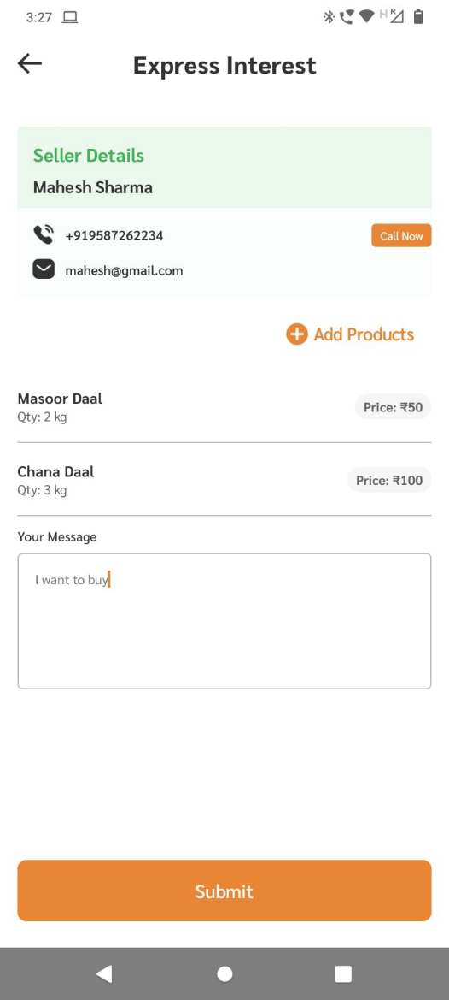 3:27
H R
Express Interest
Seller Details
Mahesh Sharma
+919587262234
Call Now
mahesh@gmail.com
Add Products
Masoor Daal
Price: ₹50
Qty: 2 kg
Chana Daal
Price: ₹100
Qty: 3 kg
Your Message
I want to buy
Submit